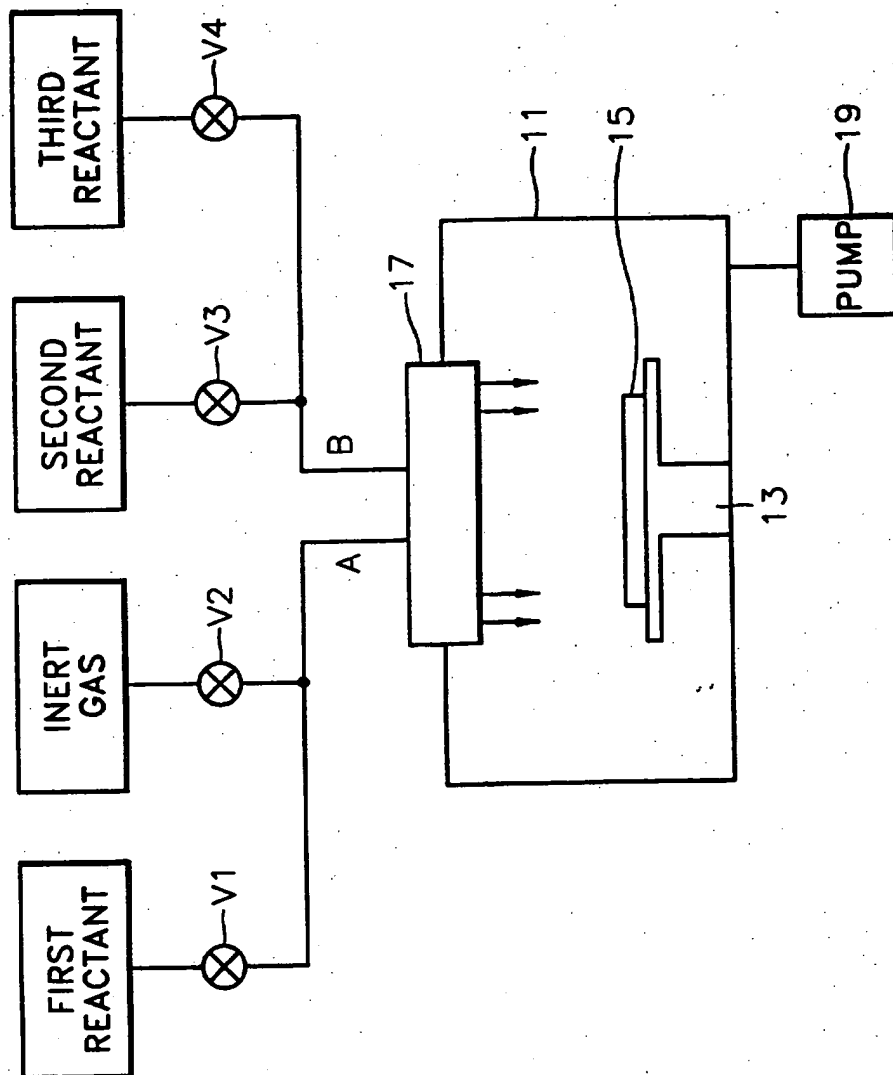 FIRST
REACTANT
INERT
GAS
SECOND
REACTANT
THIRD
REACTANT
V1
V2
V3
V4
A
B
17
11
15
13
PUMP
19